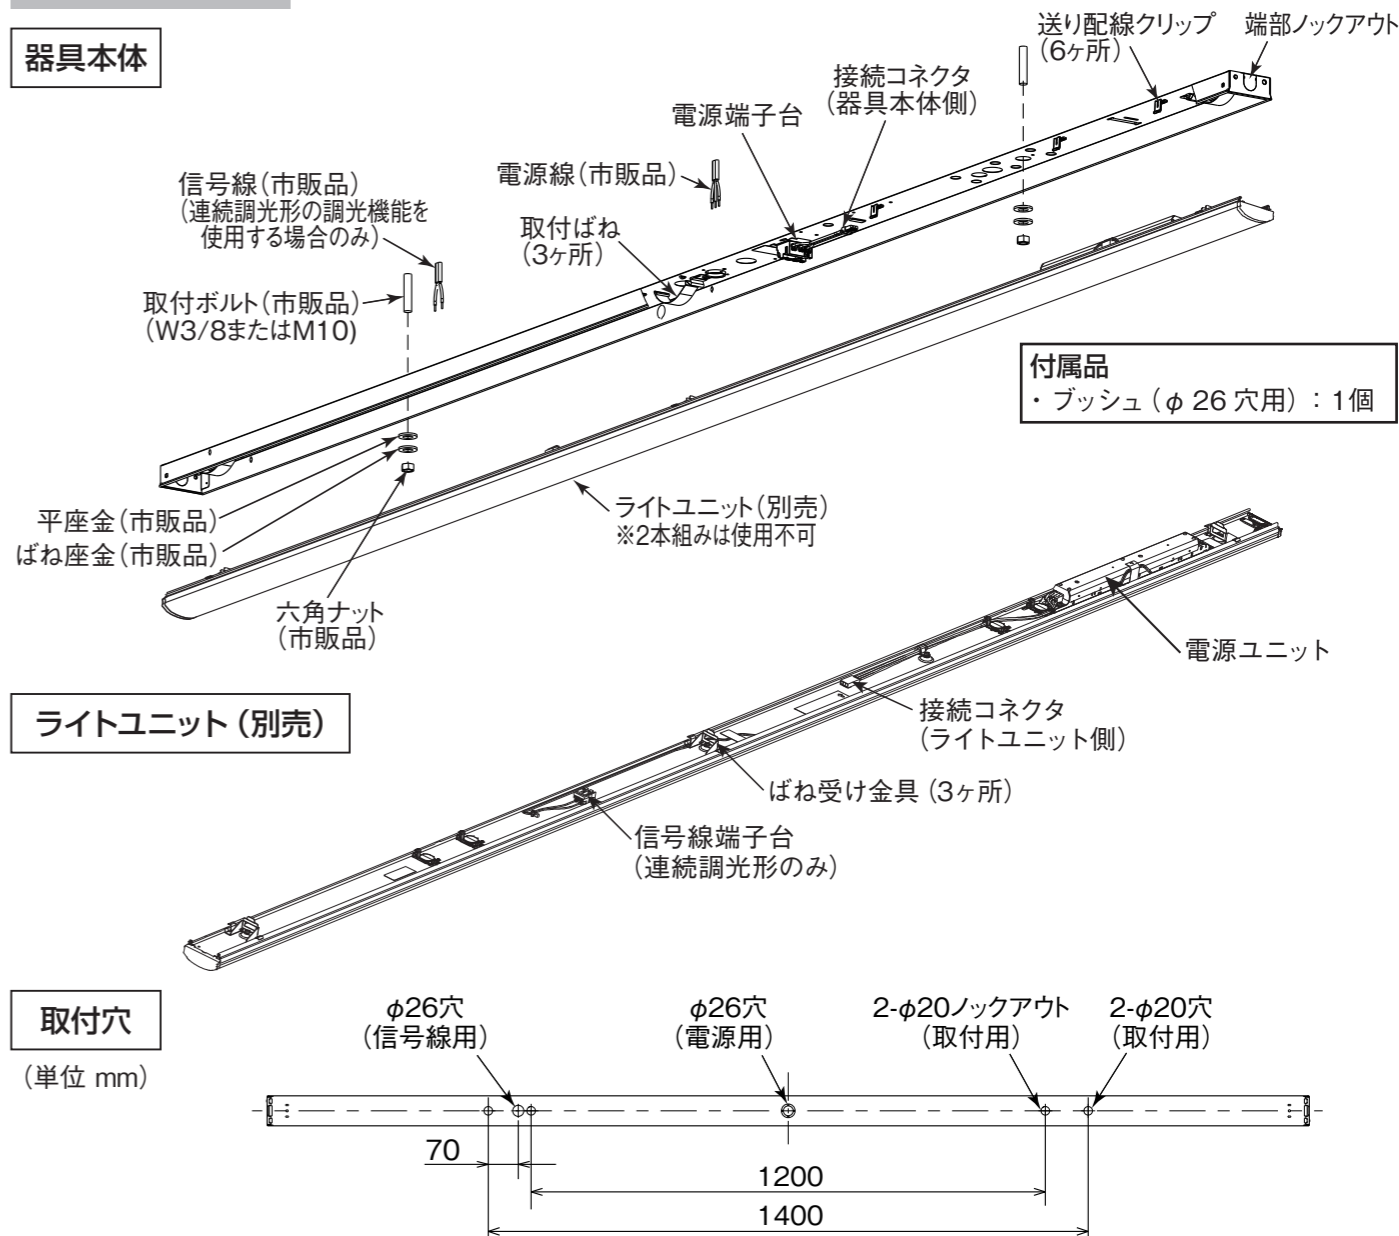 器具本体
送り配線クリップ
(6ヶ所)
端部ノックアウト
接続コネクタ
(器具本体側)
電源端子台
電源線(市販品)
信号線(市販品)
(連続調光形の調光機能を
使用する場合のみ)
取付ばね
(3ヶ所)
取付ボルト(市販品)
(W3/8またはM10)
付属品
・ ブッシュ (φ 26 穴用) : 1個
平座金(市販品)
ばね座金(市販品)
六角ナット
(市販品)
ライトユニット(別売)
※2本組みは使用不可
ライトユニット (別売)
電源ユニット
接続コネクタ
(ライトユニット側)
ばね受け金具 (3ヶ所)
信号線端子台
(連続調光形のみ)
取付穴
(単位 mm)
φ26穴
(信号線用)
φ26穴
(電源用)
2-φ20ノックアウト
(取付用)
2-φ20穴
(取付用)
70
1200
1400